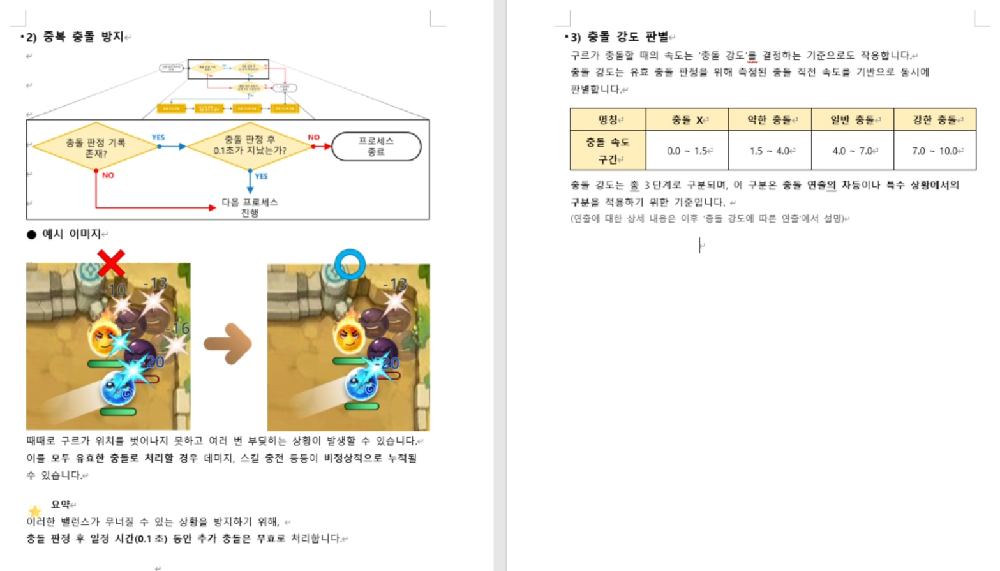 2) 중복 충돌 방지
충돌 판정 기록
존재?
YES
충돌 판정 후
0.1초가 지났는가?
NO
프로세스
종료
NO
YES
다음 프로세스
진행
● 예시 이미지
-10
-13
-16
-20
-13
-20
때때로 구르가 위치를 벗어나지 못하고 여러 번 부딪히는 상황이 발생할 수 있습니다.
이를 모두 유효한 충돌로 처리할 경우 데미지, 스킬 충전 등등이 비정상적으로 누적될
수 있습니다.
요약
이러한 밸런스가 무너질 수 있는 상황을 방지하기 위해,
충돌 판정 후 일정 시간(0.1초) 동안 추가 충돌은 무효로 처리합니다.
3) 충돌 강도 판별
구르가 충돌할 때의 속도는 '충돌 강도'를 결정하는 기준으로도 작용합니다.
충돌 강도는 유효 충돌 판정을 위해 측정된 충돌 직전 속도를 기반으로 동시에
판별합니다.
명칭 충돌 X 약한 충돌 일반 충돌 강한 충돌
충돌 속도
구간 0.0 ~ 1.5 1.5 ~ 4.0 4.0 ~ 7.0 7.0 ~ 10.0
충돌 강도는 총 3단계로 구분되며, 이 구분은 충돌 연출의 차등이나 특수 상황에서의
구분을 적용하기 위한 기준입니다.
(연출에 대한 상세 내용은 이후 '충돌 강도에 따른 연출'에서 설명)